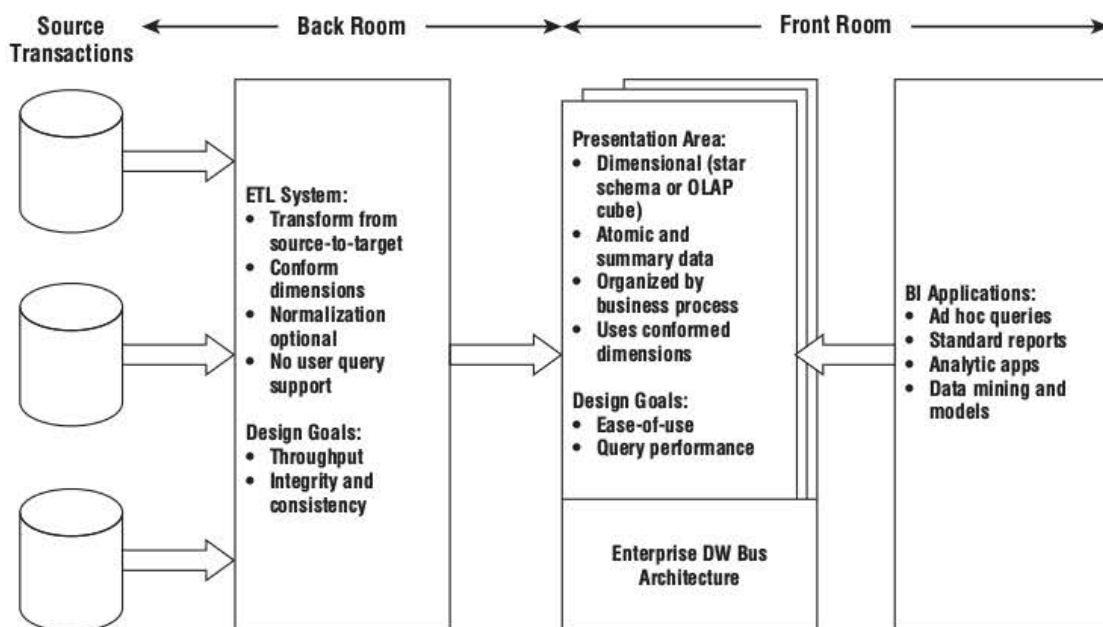 Source
Transactions
Back Room
Front Room
ETL System:
• Transform from
source-to-target
• Conform
dimensions
• Normalization
optional
• No user query
support
Design Goals:
• Throughput
• Integrity and
consistency
Presentation Area:
• Dimensional (star
schema or OLAP
cube)
• Atomic and
summary data
• Organized by
business process
• Uses conformed
dimensions
Design Goals:
• Ease-of-use
• Query performance
Enterprise DW Bus
Architecture
BI Applications:
• Ad hoc queries
• Standard reports
• Analytic apps
• Data mining and
models